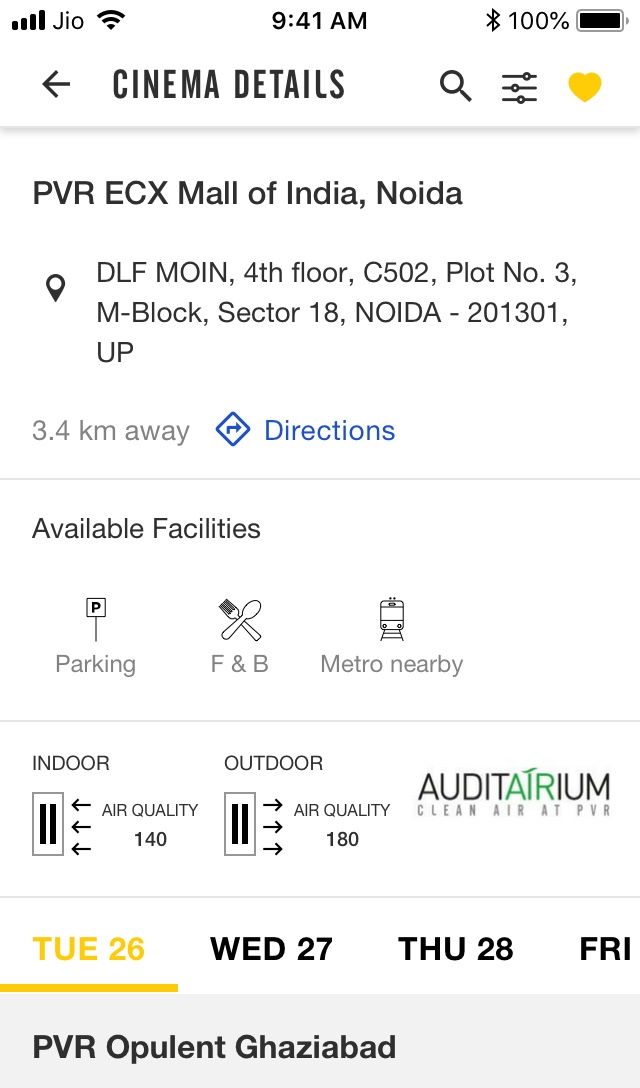 Jio 9:41 AM 100%
CINEMA DETAILS
PVR ECX Mall of India, Noida
DLF MOIN, 4th floor, C502, Plot No. 3,
M-Block, Sector 18, NOIDA - 201301,
UP
3.4 km away Directions
Available Facilities
P
Parking F & B Metro nearby
INDOOR OUTDOOR
AIR QUALITY AIR QUALITY
140 180
AUDITAIRIUM
CLEAN AIR AT PVR
TUE 26 WED 27 THU 28 FRI
PVR Opulent Ghaziabad